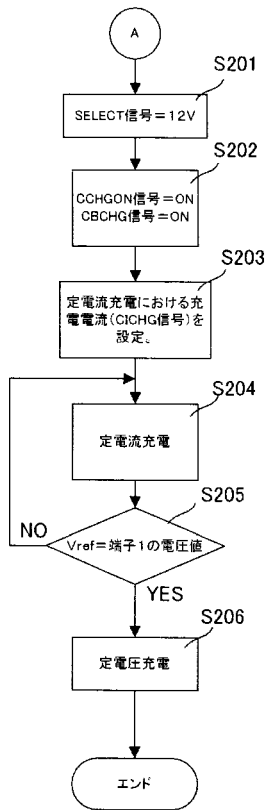 A
S201
SELECT信号=12V
S202
CCHGON信号=ON
CBCHG信号=ON
S203
定電流充電における充
電電流(CICHG信号)を
設定。
S204
定電流充電
S205
NO
Vref=端子1の電圧値
YES
S206
定電圧充電
エンド